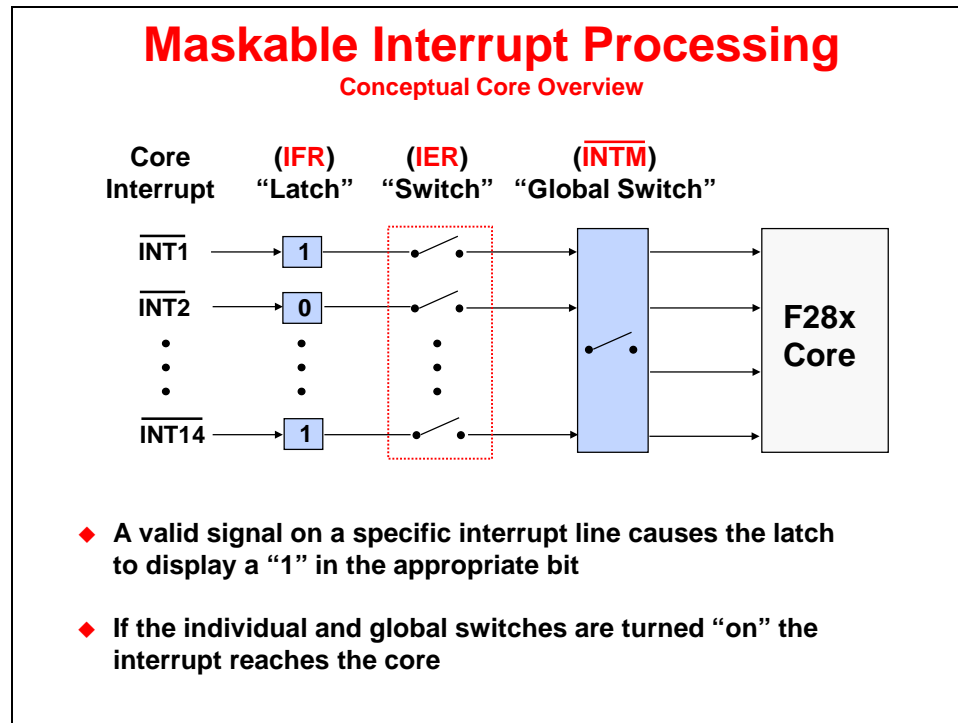 Maskable Interrupt Processing
Conceptual Core Overview
Core Interrupt
(IFR) “Latch”
(IER) “Switch”
(INTM) “Global Switch”
INT1
1
INT2
0
INT14
1
F28x Core
A valid signal on a specific interrupt line causes the latch
to display a “1” in the appropriate bit
If the individual and global switches are turned “on” the
interrupt reaches the core